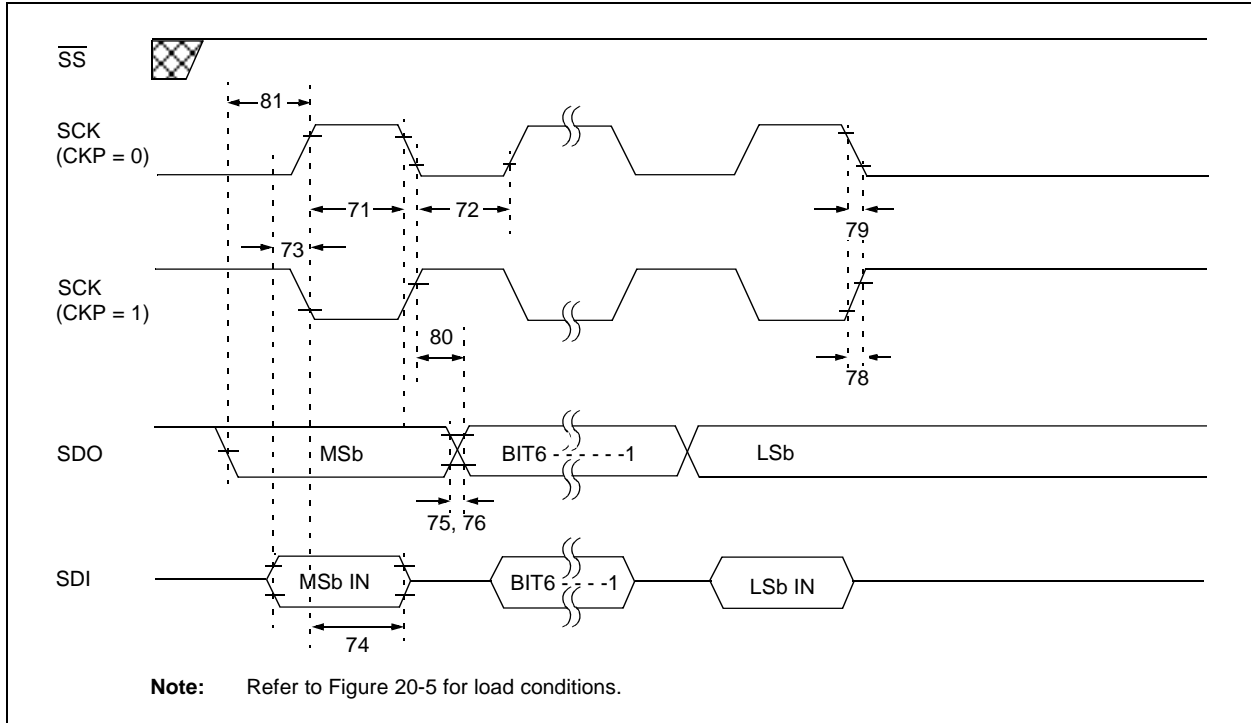 SS
81
SCK
(CKP = 0)
71
72
79
73
SCK
(CKP = 1)
80
78
SDO
MSb
BIT6 - - - - - -1
LSb
75, 76
SDI
MSb IN
BIT6 - - - - -1
LSb IN
74
Note: Refer to Figure 20-5 for load conditions.